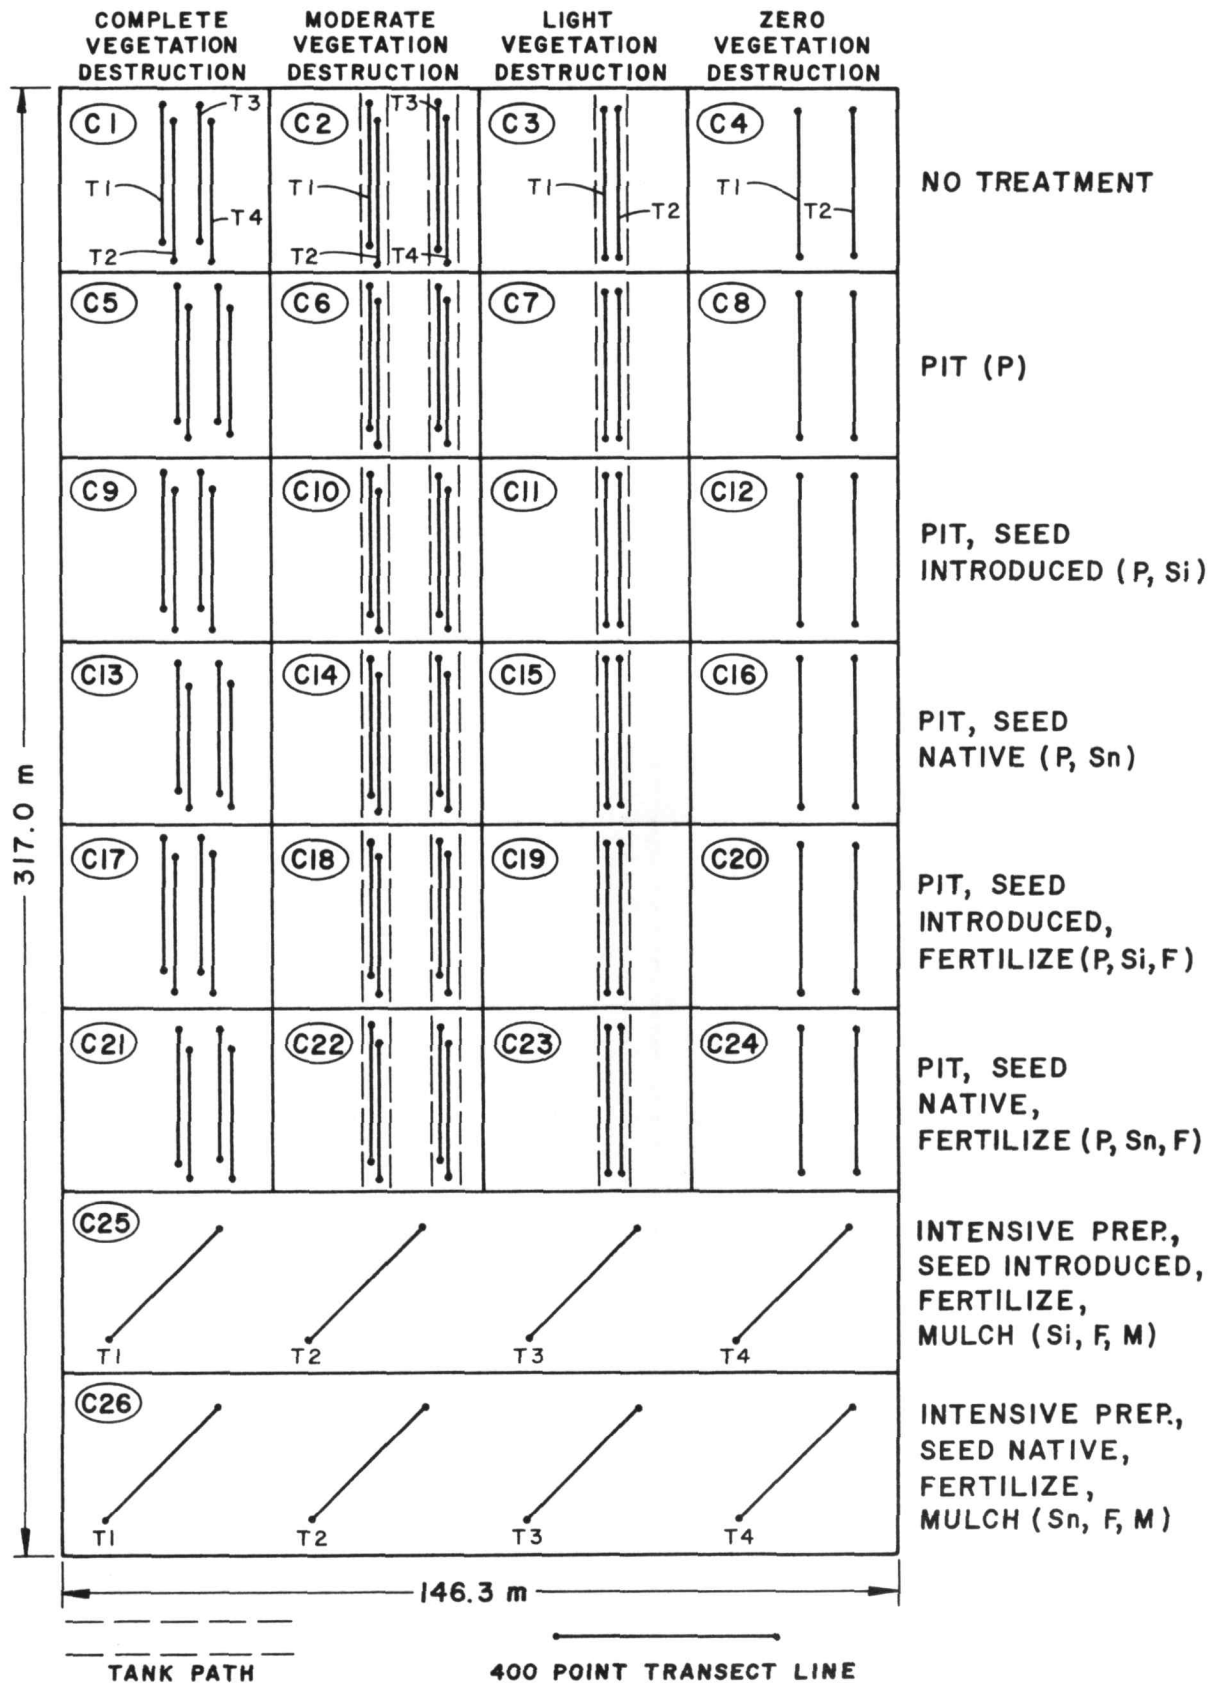 COMPLETE VEGETATION DESTRUCTION
MODERATE VEGETATION DESTRUCTION
LIGHT VEGETATION DESTRUCTION
ZERO VEGETATION DESTRUCTION
C1
T3
T1
T4
T2
C2
T3
T1
T2
T4
C3
T1
T2
C4
T1
T2
NO TREATMENT
C5
C6
C7
C8
PIT (P)
C9
C10
C11
C12
PIT, SEED
INTRODUCED (P, Si)
C13
C14
C15
C16
PIT, SEED
NATIVE (P, Sn)
317.0 m
C17
C18
C19
C20
PIT, SEED
INTRODUCED,
FERTILIZE (P, Si, F)
C21
C22
C23
C24
PIT, SEED
NATIVE,
FERTILIZE (P, Sn, F)
C25
T1
T2
T3
T4
INTENSIVE PREP.,
SEED INTRODUCED,
FERTILIZE,
MULCH (Si, F, M)
C26
T1
T2
T3
T4
INTENSIVE PREP.,
SEED NATIVE,
FERTILIZE,
MULCH (Sn, F, M)
146.3 m
TANK PATH
400 POINT TRANSECT LINE